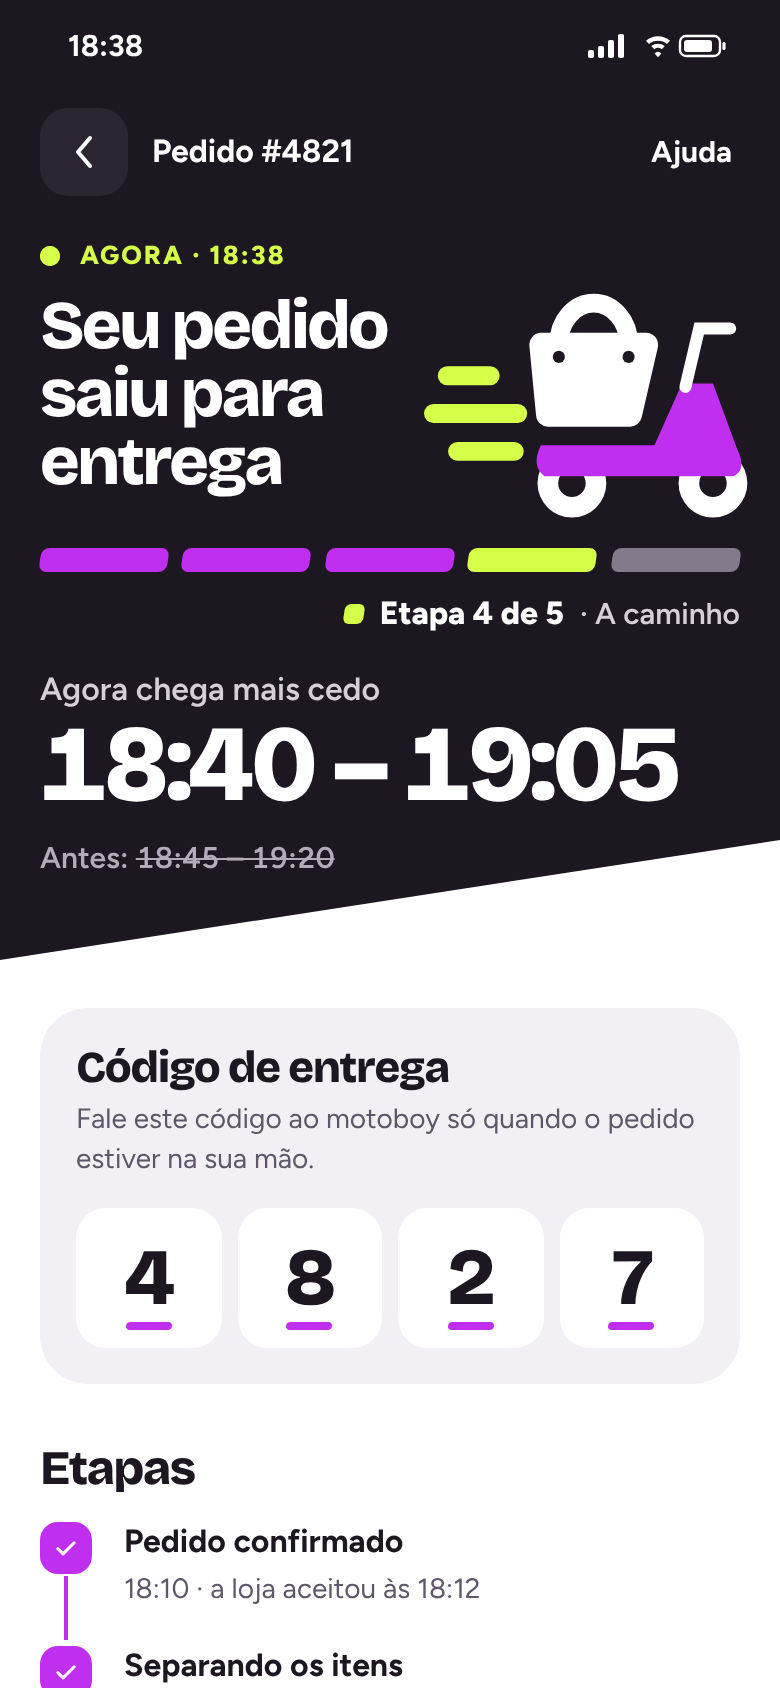 18:38
Pedido #4821
Ajuda
AGORA · 18:38
Seu pedido
saiu para
entrega
Etapa 4 de 5 · A caminho
Agora chega mais cedo
18:40 – 19:05
Antes: 18:45 – 19:20
Código de entrega
Fale este código ao motoboy só quando o pedido
estiver na sua mão.
4 8 2 7
Etapas
Pedido confirmado
18:10 · a loja aceitou às 18:12
Separando os itens